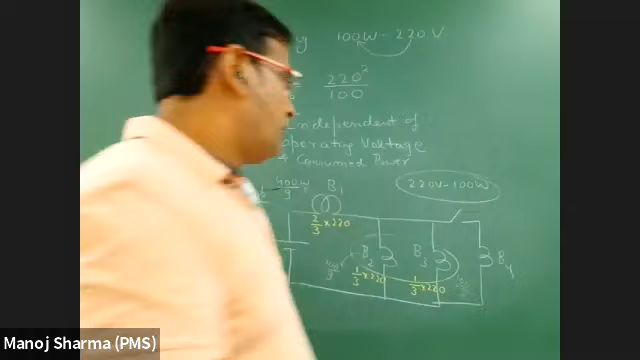 100W - 220 V
220²
100
Independent of
operating Voltage
+ Consumed Power
400W
9
B₁
220V-100W
2/3 × 220
B₂
B₃
B₄
1/3 × 220
1/3 × 220
Manoj Sharma (PMS)